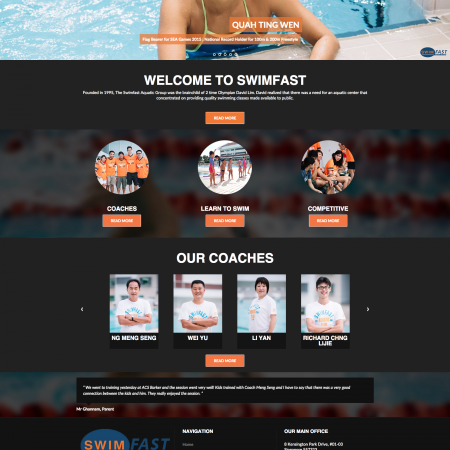 QUAH TING WEN
Flag Bearer for SEA Games 2015 | National Record Holder for 100m & 200m Freestyle
SWIMFAST
WELCOME TO SWIMFAST
Founded in 1995, The Swimfast Aquatic Group was the brainchild of 2 time Olympian David Lim. David realised that there was a need for an aquatic center that
concentrated on providing quality swimming classes made available to public.
READ MORE
COACHES
LEARN TO SWIM
COMPETITIVE
READ MORE
READ MORE
READ MORE
OUR COACHES
NG MENG SENG
WEI YU
LI YAN
RICHARD CHNG
LIJIE
READ MORE
" We went to training yesterday at ACS Barker and the session went very well! Kids trained with Coach Meng Seng and I have to say that there was a very good
connection between the kids and him. They really enjoyed the session. "
Mr Ghannam, Parent
SWIMFAST
NAVIGATION
Home
OUR MAIN OFFICE
8 Kensington Park Drive, #01-03